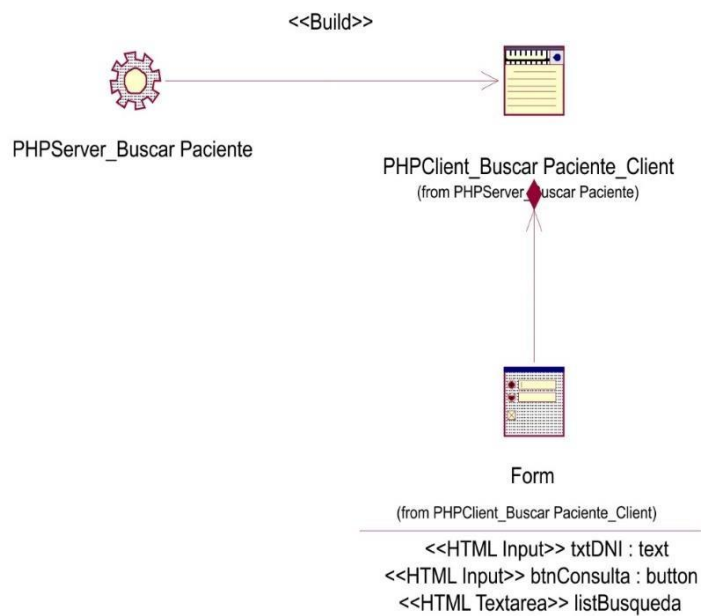 <<Build>>
PHPServer_Buscar Paciente
PHPClient_Buscar Paciente_Client
(from PHPServer_Buscar Paciente)
Form
(from PHPClient_Buscar Paciente_Client)
<<HTML Input>> txtDNI : text
<<HTML Input>> btnConsulta : button
<<HTML Textarea>> listBusqueda